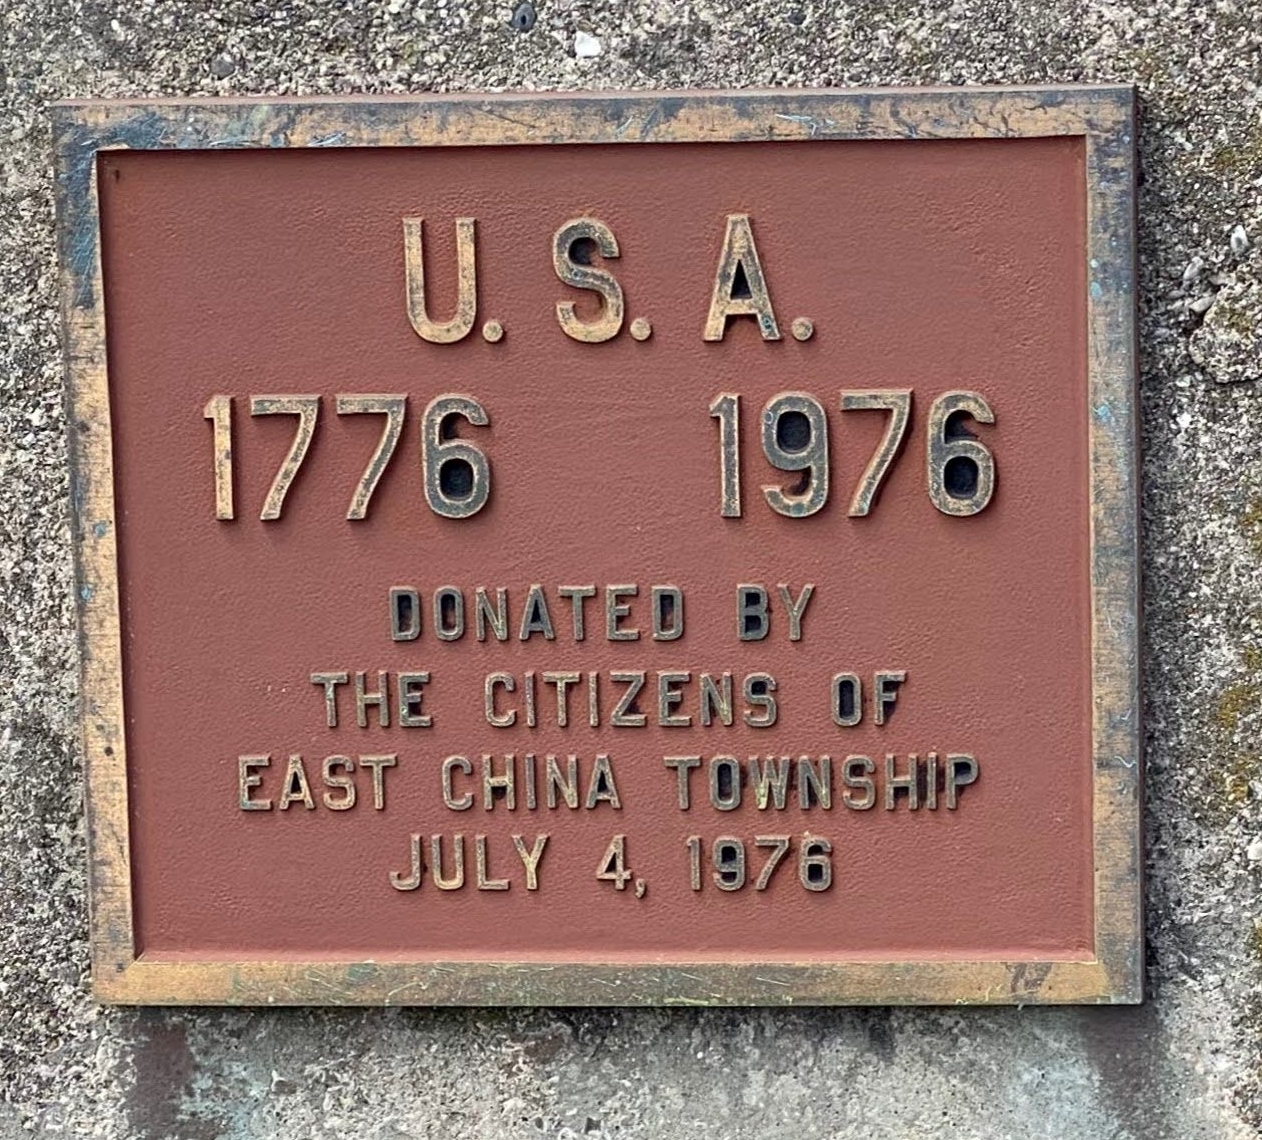 U. S. A.
1776 1976
DONATED BY
THE CITIZENS OF
EAST CHINA TOWNSHIP
JULY 4, 1976